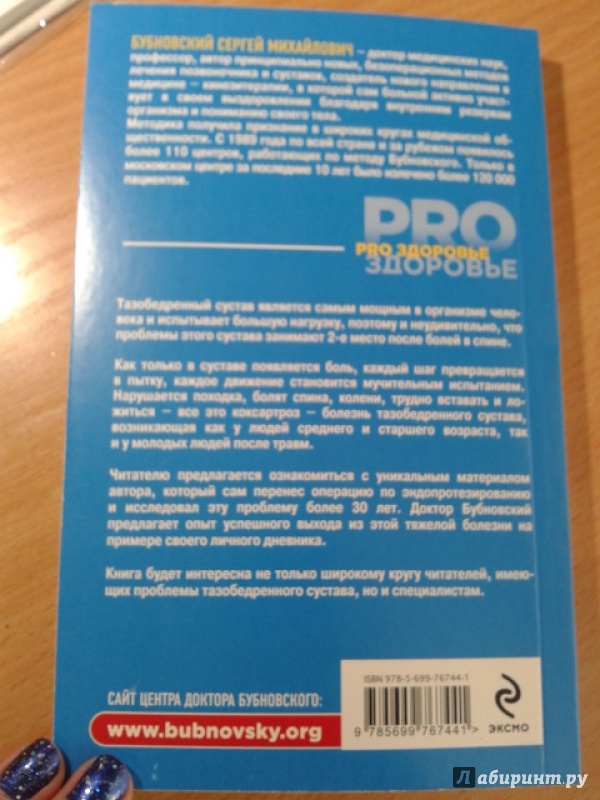 БУБНОВСКИЙ СЕРГЕЙ МИХАЙЛОВИЧ – доктор медицинских наук,
профессор, автор принципиально новых, безоперационных методов
лечения позвоночника и суставов, создатель нового направления в
медицине – кинезитерапии, в которой сам больной активно участ-
вует в своем выздоровлении благодаря внутренним резервам
организма и пониманию своего тела.
Методика получила признание в широких кругах медицинской об-
щественности. С 1989 года по всей стране и за рубежом появилось
более 110 центров, работающих по методу Бубновского. Только в
московском центре за последние 10 лет было излечено более 120 000
пациентов.
PRO
PRO ЗДОРОВЬЕ
ЗДОРОВЬЕ
Тазобедренный сустав является самым мощным в организме чело-
века и испытывает большую нагрузку, поэтому и неудивительно, что
проблемы этого сустава занимают 2-е место после болей в спине.
Как только в суставе появляется боль, каждый шаг превращается
в пытку, каждое движение становится мучительным испытанием.
Нарушается походка, болят спина, колени, трудно вставать и ло-
житься – все это коксартроз – болезнь тазобедренного сустава,
возникающая как у людей среднего и старшего возраста, так
и у молодых людей после травм.
Читателю предлагается ознакомиться с уникальным материалом
автора, который сам перенес операцию по эндопротезированию
и исследовал эту проблему более 30 лет. Доктор Бубновский
предлагает опыт успешного выхода из этой тяжелой болезни на
примере своего личного дневника.
Книга будет интересна не только широкому кругу читателей, имею-
щих проблемы тазобедренного сустава, но и специалистам.
САЙТ ЦЕНТРА ДОКТОРА БУБНОВСКОГО:
www.bubnovsky.org
ISBN 978-5-699-76744-1
9 785699 767441 >
ЭКСМО
Лабиринт.ру